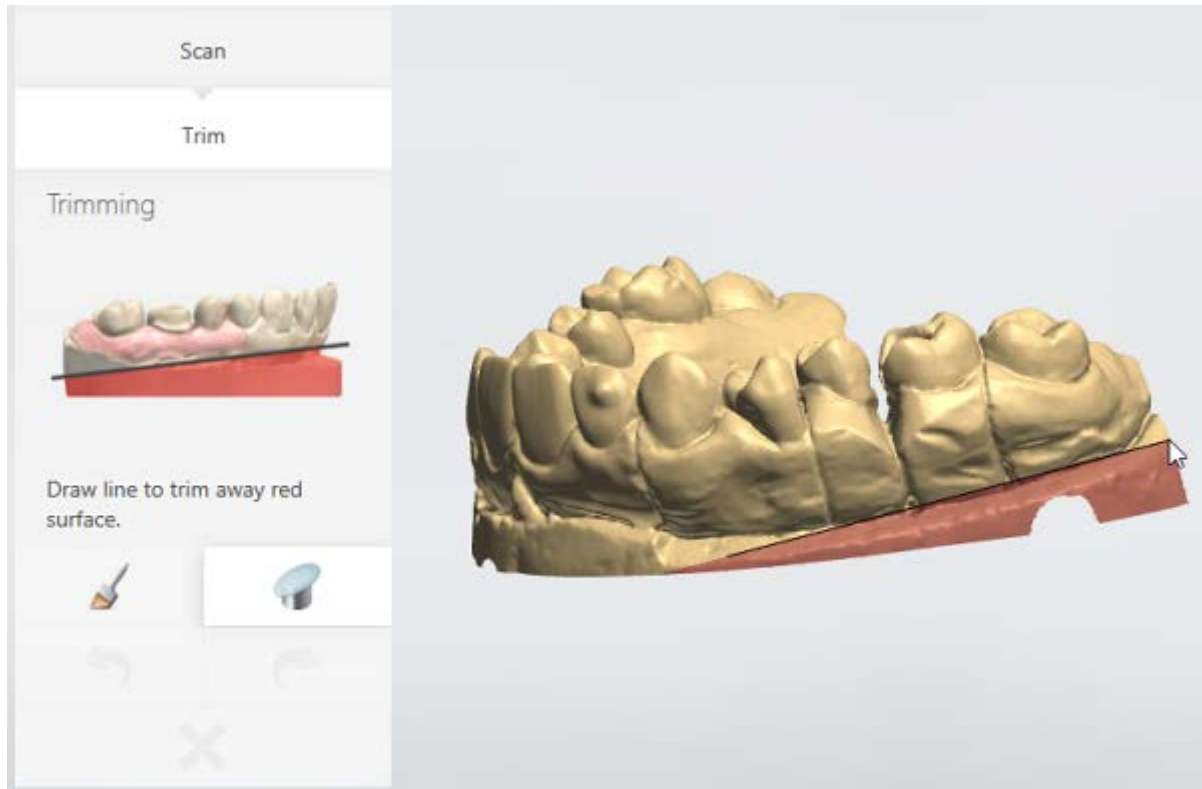 Scan
Trim
Trimming
Draw line to trim away red
surface.